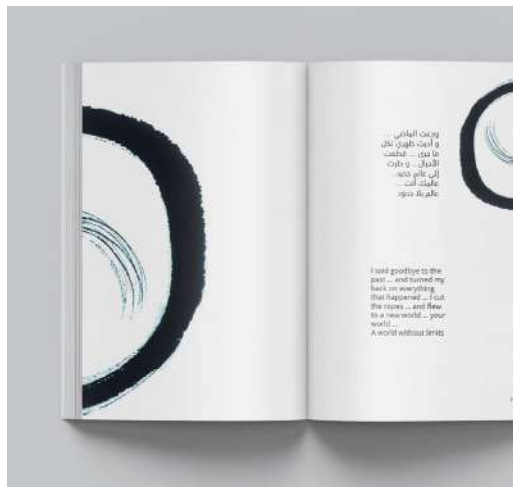 ودعت الماضي ..
و أدرت ظهري لكل
ما جرى ... قطعت
الأحبال ... و طرت
إلى عالم جديد..
عالمك أنت ...
عالم بلا حدود
I said goodbye to the
past ... and turned my
back on everything
that happened ... I cut
the ropes ... and flew
to a new world ... your
world ...
A world without limits